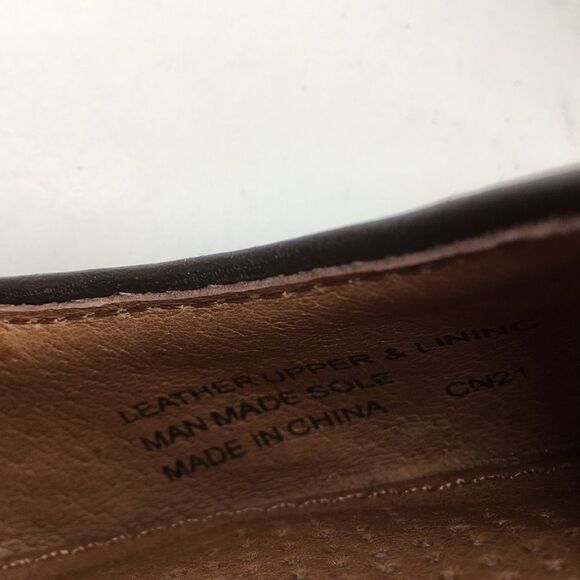 LEATHER UPPER & LINING
MAN MADE SOLE
MADE IN CHINA CN21